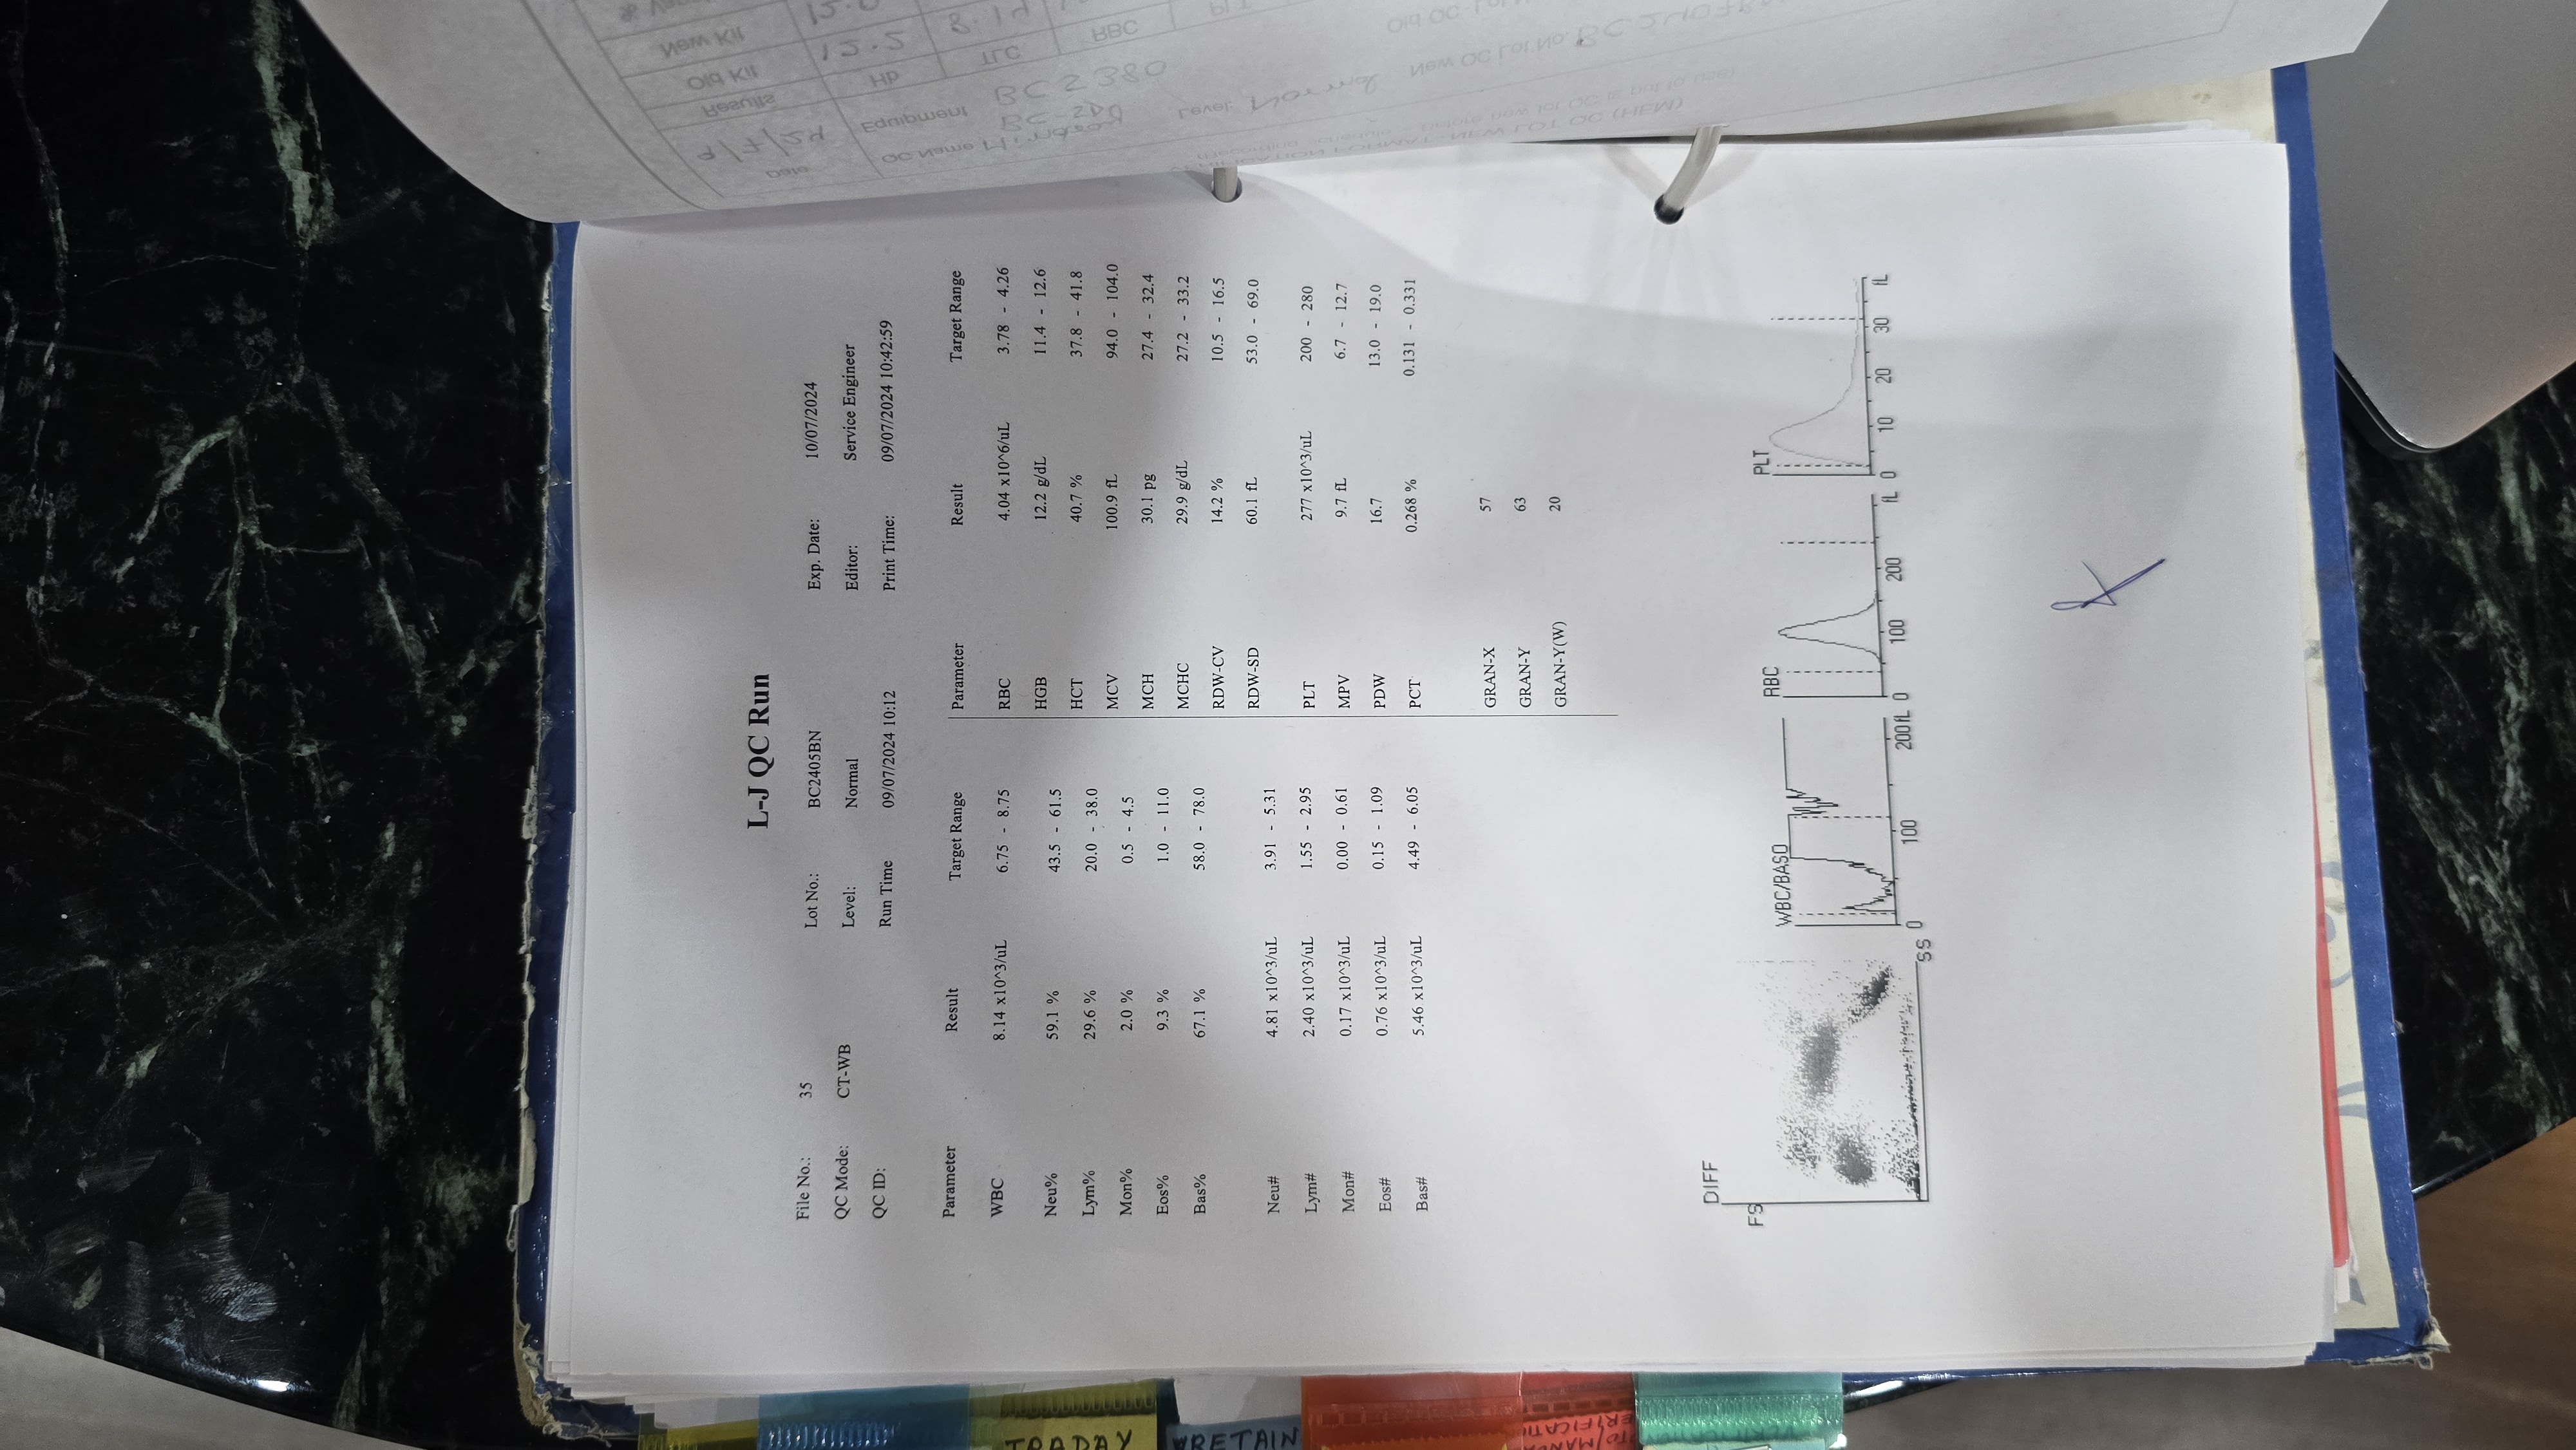 L-J QC Run
File No.: 35 Lot No.: BC2405BN Exp. Date: 10/07/2024
QC Mode: CT-WB Level: Normal Editor: Service Engineer
QC ID: Run Time 09/07/2024 10:12 Print Time: 09/07/2024 10:42:59
Parameter Result Target Range
WBC 8.14 x10^3/uL 6.75 - 8.75
Neu% 59.1 % 43.5 - 61.5
Lym% 29.6 % 20.0 - 38.0
Mon% 2.0 % 0.5 - 4.5
Eos% 9.3 % 1.0 - 11.0
Bas% 67.1 % 58.0 - 78.0
Neu# 4.81 x10^3/uL 3.91 - 5.31
Lym# 2.40 x10^3/uL 1.55 - 2.95
Mon# 0.17 x10^3/uL 0.00 - 0.61
Eos# 0.76 x10^3/uL 0.15 - 1.09
Bas# 5.46 x10^3/uL 4.49 - 6.05
Parameter Result Target Range
RBC 4.04 x10^6/uL 3.78 - 4.26
HGB 12.2 g/dL 11.4 - 12.6
HCT 40.7 % 37.8 - 41.8
MCV 100.9 fL 94.0 - 104.0
MCH 30.1 pg 27.4 - 32.4
MCHC 29.9 g/dL 27.2 - 33.2
RDW-CV 14.2 % 10.5 - 16.5
RDW-SD 60.1 fL 53.0 - 69.0
PLT 277 x10^3/uL 200 - 280
MPV 9.7 fL 6.7 - 12.7
PDW 16.7 13.0 - 19.0
PCT 0.268 % 0.131 - 0.331
GRAN-X 57
GRAN-Y 63
GRAN-Y(W) 20
DIFF
FS
SS
WBC/BASO
0 100 200 fL
RBC
0 100 200 fL
PLT
0 10 20 30 fL